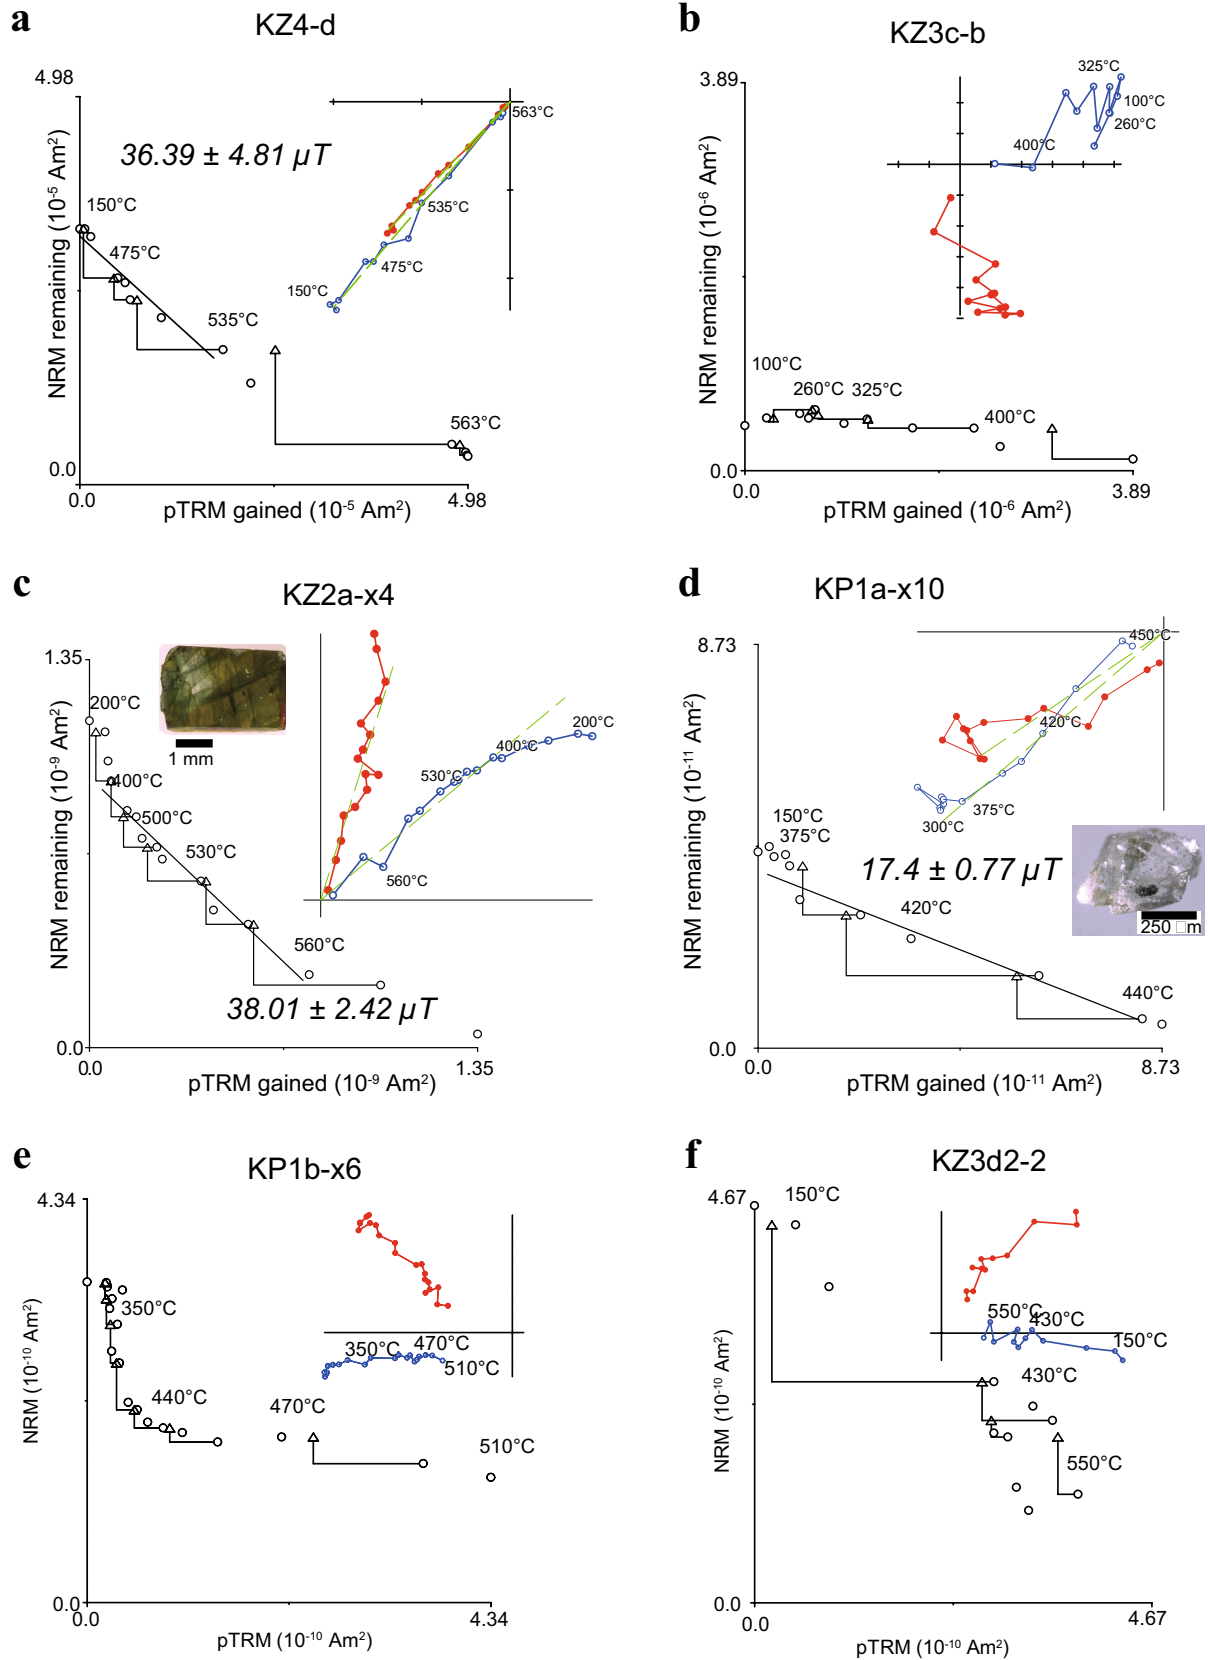 a
KZ4-d
4.98
NRM remaining (10-5 Am2)
36.39 ± 4.81 µT
150°C
475°C
535°C
563°C
0.0
0.0
4.98
pTRM gained (10-5 Am2)
563°C
535°C
475°C
150°C
b
KZ3c-b
3.89
NRM remaining (10-6 Am2)
325°C
100°C
260°C
400°C
100°C
260°C
325°C
400°C
0.0
0.0
3.89
pTRM gained (10-6 Am2)
c
KZ2a-x4
1.35
NRM remaining (10-9 Am2)
200°C
1 mm
400°C
500°C
530°C
560°C
38.01 ± 2.42 µT
200°C
400°C
530°C
560°C
0.0
0.0
1.35
pTRM gained (10-9 Am2)
d
KP1a-x10
8.73
NRM remaining (10-11 Am2)
450°C
420°C
375°C
300°C
150°C
375°C
17.4 ± 0.77 µT
250 □m
420°C
440°C
0.0
0.0
8.73
pTRM gained (10-11 Am2)
e
KP1b-x6
4.34
NRM (10-10 Am2)
350°C
440°C
470°C
510°C
350°C
470°C
510°C
0.0
0.0
4.34
pTRM (10-10 Am2)
f
KZ3d2-2
4.67
NRM (10-10 Am2)
150°C
550°C
430°C
150°C
430°C
550°C
0.0
0.0
4.67
pTRM (10-10 Am2)